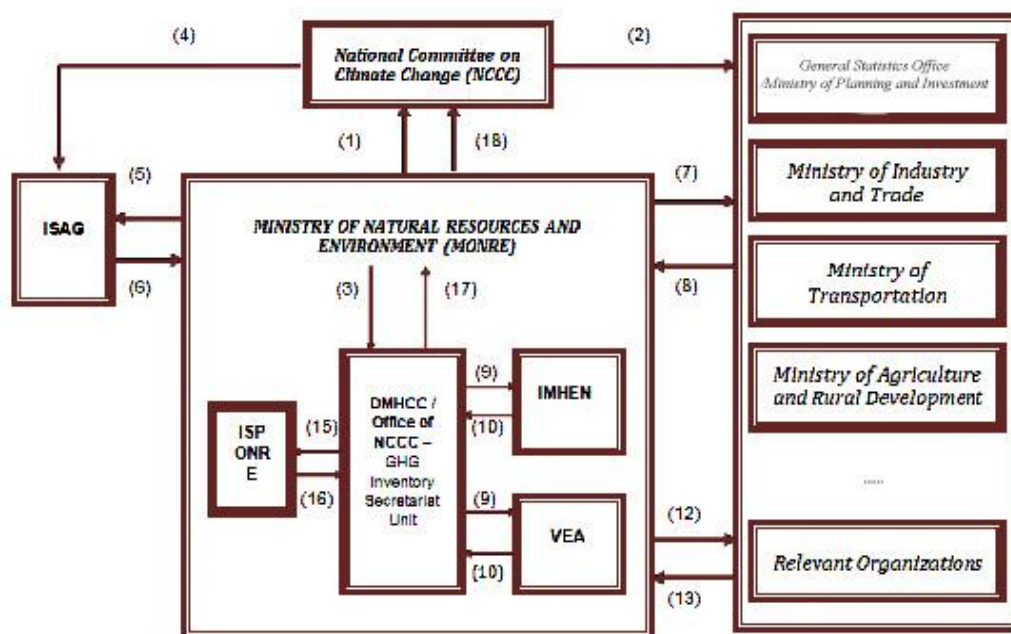 (4)
National Committee on
Climate Change (NCCC)
(2)
General Statistics Office
/Ministry of Planning and Investment
(1)
(18)
(5)
ISAG
(6)
(7)
Ministry of Industry
and Trade
MINISTRY OF NATURAL RESOURCES AND
ENVIRONMENT (MONRE)
(8)
Ministry of
Transportation
(3)
(17)
Ministry of Agriculture
and Rural Development
(9)
IMHEN
(10)
DMHCC /
Office of
NCCC –
GHG
Inventory
Secretariat
Unit
ISP
ONR
E
(15)
(16)
.....
(9)
VEA
(10)
(12)
Relevant Organizations
(13)